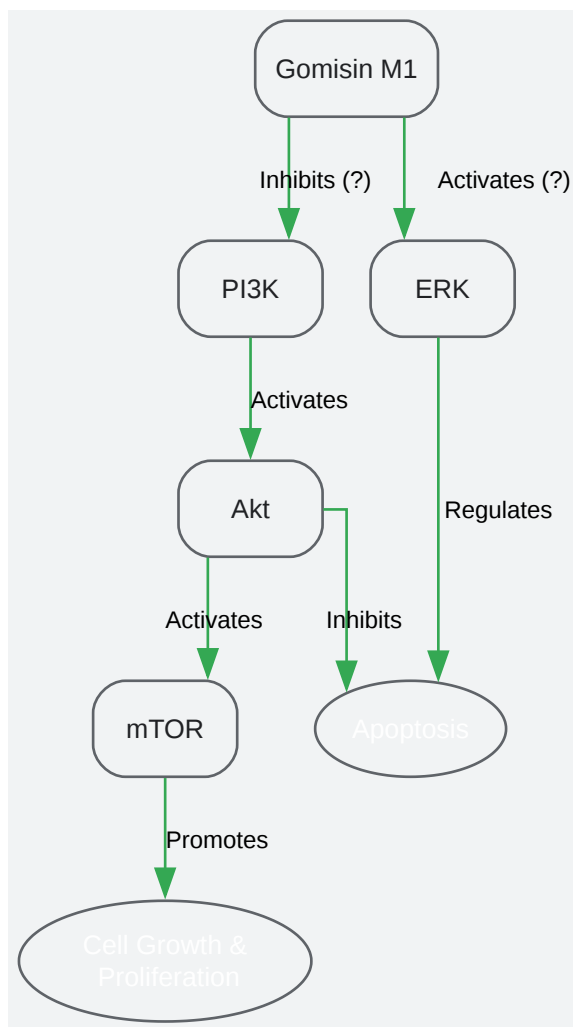 Gomisin M1
Inhibits (?)
Activates (?)
PI3K
ERK
Activates
Akt
Regulates
Activates
Inhibits
mTOR
Apoptosis
Promotes
Cell Growth &
Proliferation